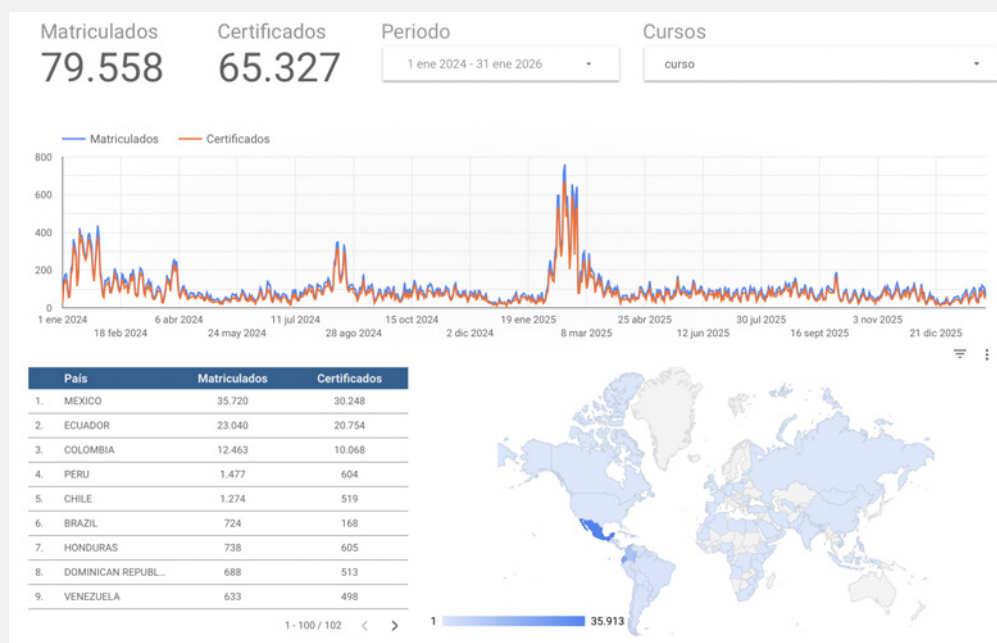 Matriculados Certificados Periodo Cursos
79.558 65.327 1 ene 2024 - 31 ene 2026 curso
Matriculados Certificados
800
600
400
200
0
1 ene 2024 6 abr 2024 11 jul 2024 15 oct 2024 19 ene 2025 25 abr 2025 30 jul 2025 3 nov 2025
18 feb 2024 24 may 2024 28 ago 2024 2 dic 2024 8 mar 2025 12 jun 2025 16 sept 2025 21 dic 2025
País Matriculados Certificados
1. MEXICO 35.720 30.248
2. ECUADOR 23.040 20.754
3. COLOMBIA 12.463 10.068
4. PERU 1.477 604
5. CHILE 1.274 519
6. BRAZIL 724 168
7. HONDURAS 738 605
8. DOMINICAN REPUBL... 688 513
9. VENEZUELA 633 498
1 - 100 / 102
1 35.913